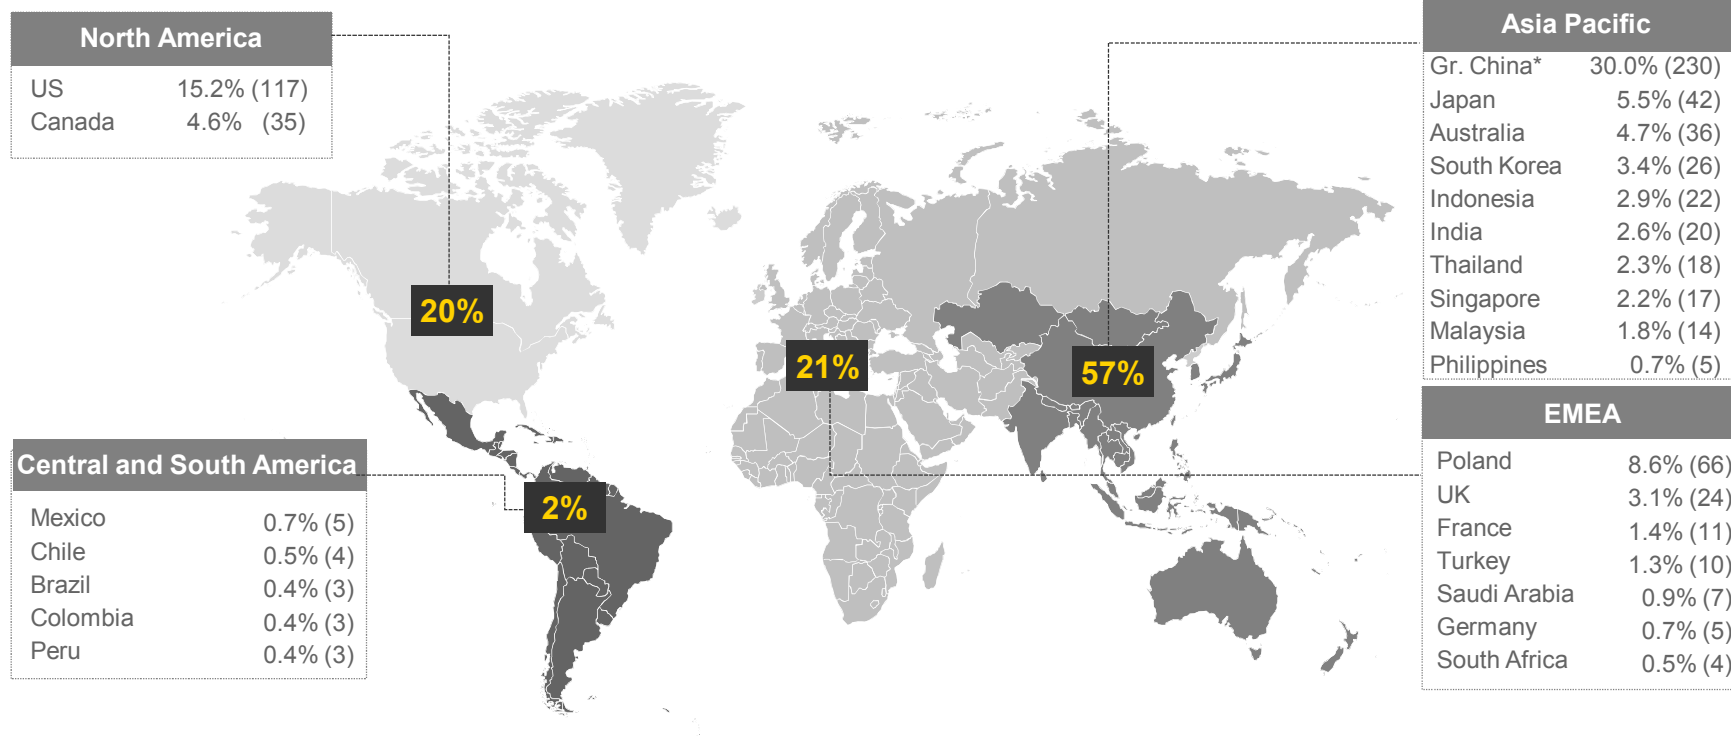 North America
US 15.2% (117)
Canada 4.6% (35)
Asia Pacific
Gr. China* 30.0% (230)
Japan 5.5% (42)
Australia 4.7% (36)
South Korea 3.4% (26)
Indonesia 2.9% (22)
India 2.6% (20)
Thailand 2.3% (18)
Singapore 2.2% (17)
Malaysia 1.8% (14)
Philippines 0.7% (5)
20%
21%
57%
2%
Central and South America
Mexico 0.7% (5)
Chile 0.5% (4)
Brazil 0.4% (3)
Colombia 0.4% (3)
Peru 0.4% (3)
EMEA
Poland 8.6% (66)
UK 3.1% (24)
France 1.4% (11)
Turkey 1.3% (10)
Saudi Arabia 0.9% (7)
Germany 0.7% (5)
South Africa 0.5% (4)